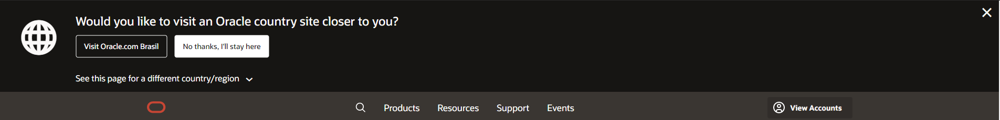 Would you like to visit an Oracle country site closer to you?
Visit Oracle.com Brasil No thanks, I'll stay here
See this page for a different country/region
Products Resources Support Events View Accounts